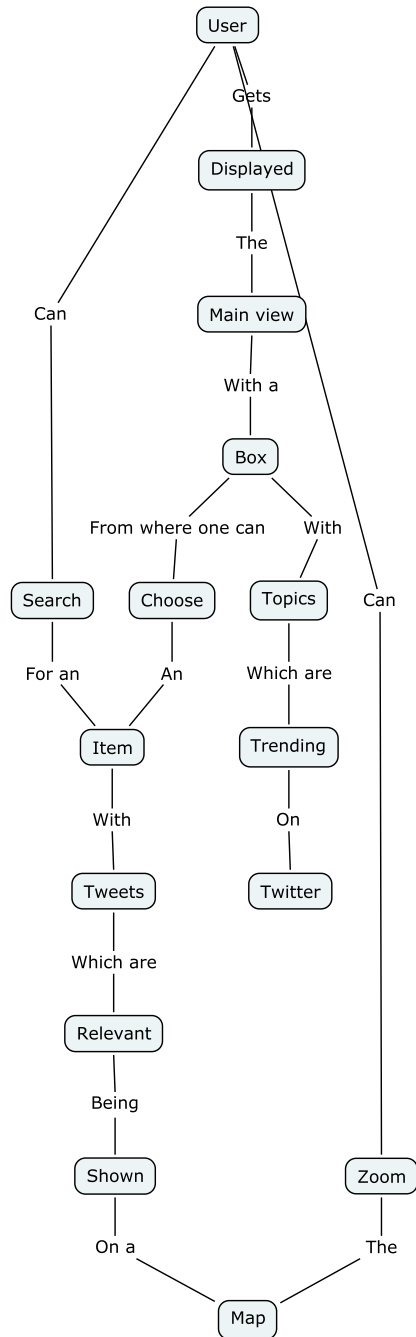 User
Gets
Displayed
The
Can
Main view
With a
Box
From where one can
With
Search
Choose
Topics
Can
For an
An
Which are
Item
Trending
With
On
Tweets
Twitter
Which are
Relevant
Being
Shown
Zoom
On a
The
Map